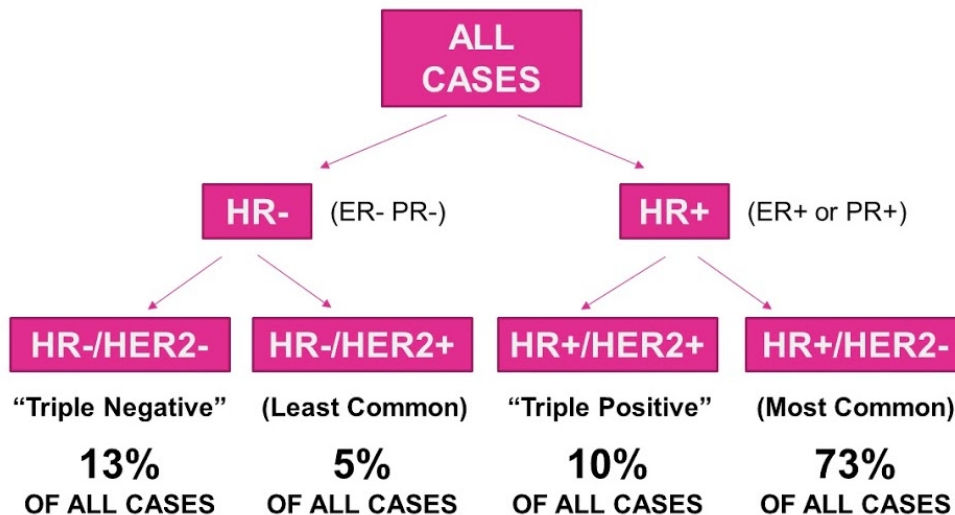 ALL
CASES
HR- (ER- PR-)
HR+ (ER+ or PR+)
HR-/HER2-
HR-/HER2+
HR+/HER2+
HR+/HER2-
“Triple Negative”
(Least Common)
“Triple Positive”
(Most Common)
13%
5%
10%
73%
OF ALL CASES
OF ALL CASES
OF ALL CASES
OF ALL CASES